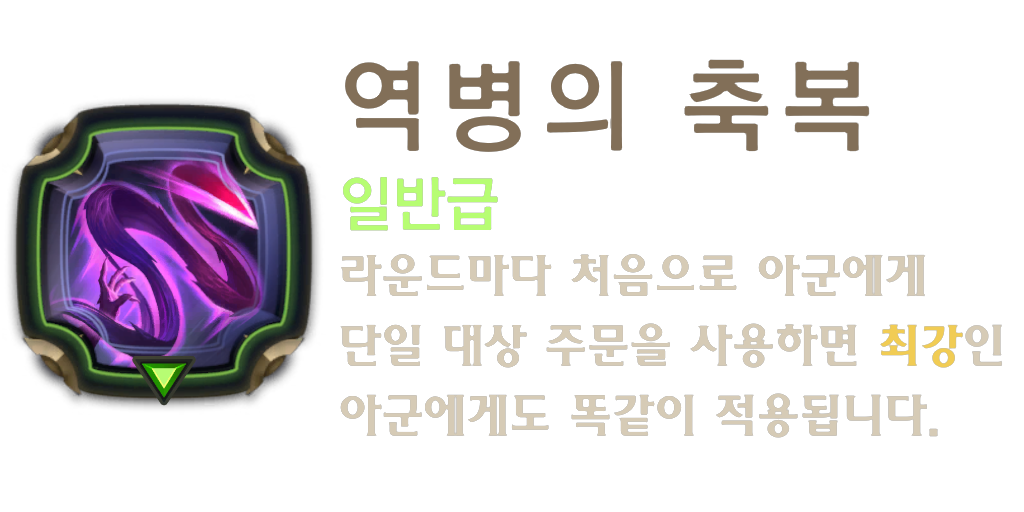 역병의 축복
일반급
라운드마다 처음으로 아군에게
단일 대상 주문을 사용하면 최강인
아군에게도 똑같이 적용됩니다.